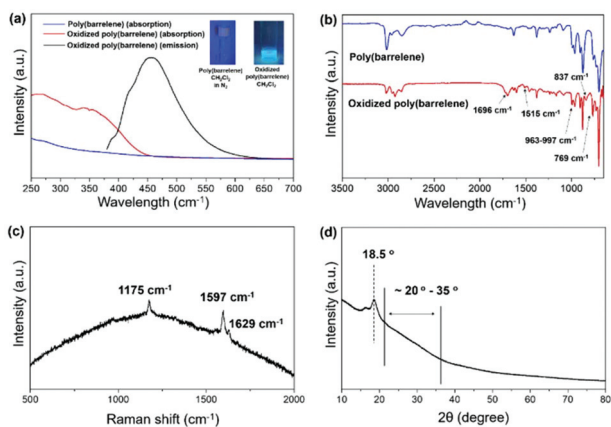 (a)
Poly(barrelene) (absorption)
Oxidized poly(barrelene) (absorption)
Oxidized poly(barrelene) (emission)
Poly(barrelene)
CH₂Cl₂
in N₂
Oxidized
poly(barrelene)
CH₂Cl₂
Intensity (a.u.)
250 300 350 400 450 500 550 600 650 700
Wavelength (cm⁻¹)
(b)
Poly(barrelene)
837 cm⁻¹
Oxidized poly(barrelene)
1696 cm⁻¹
1515 cm⁻¹
963-997 cm⁻¹
769 cm⁻¹
Intensity (a.u.)
3500 3000 2500 2000 1500 1000
Wavelength (cm⁻¹)
(c)
1175 cm⁻¹
1597 cm⁻¹
1629 cm⁻¹
Intensity (a.u.)
500 1000 1500 2000
Raman shift (cm⁻¹)
(d)
18.5 °
~ 20 ° - 35 °
Intensity (a.u.)
10 20 30 40 50 60 70 80
2θ (degree)